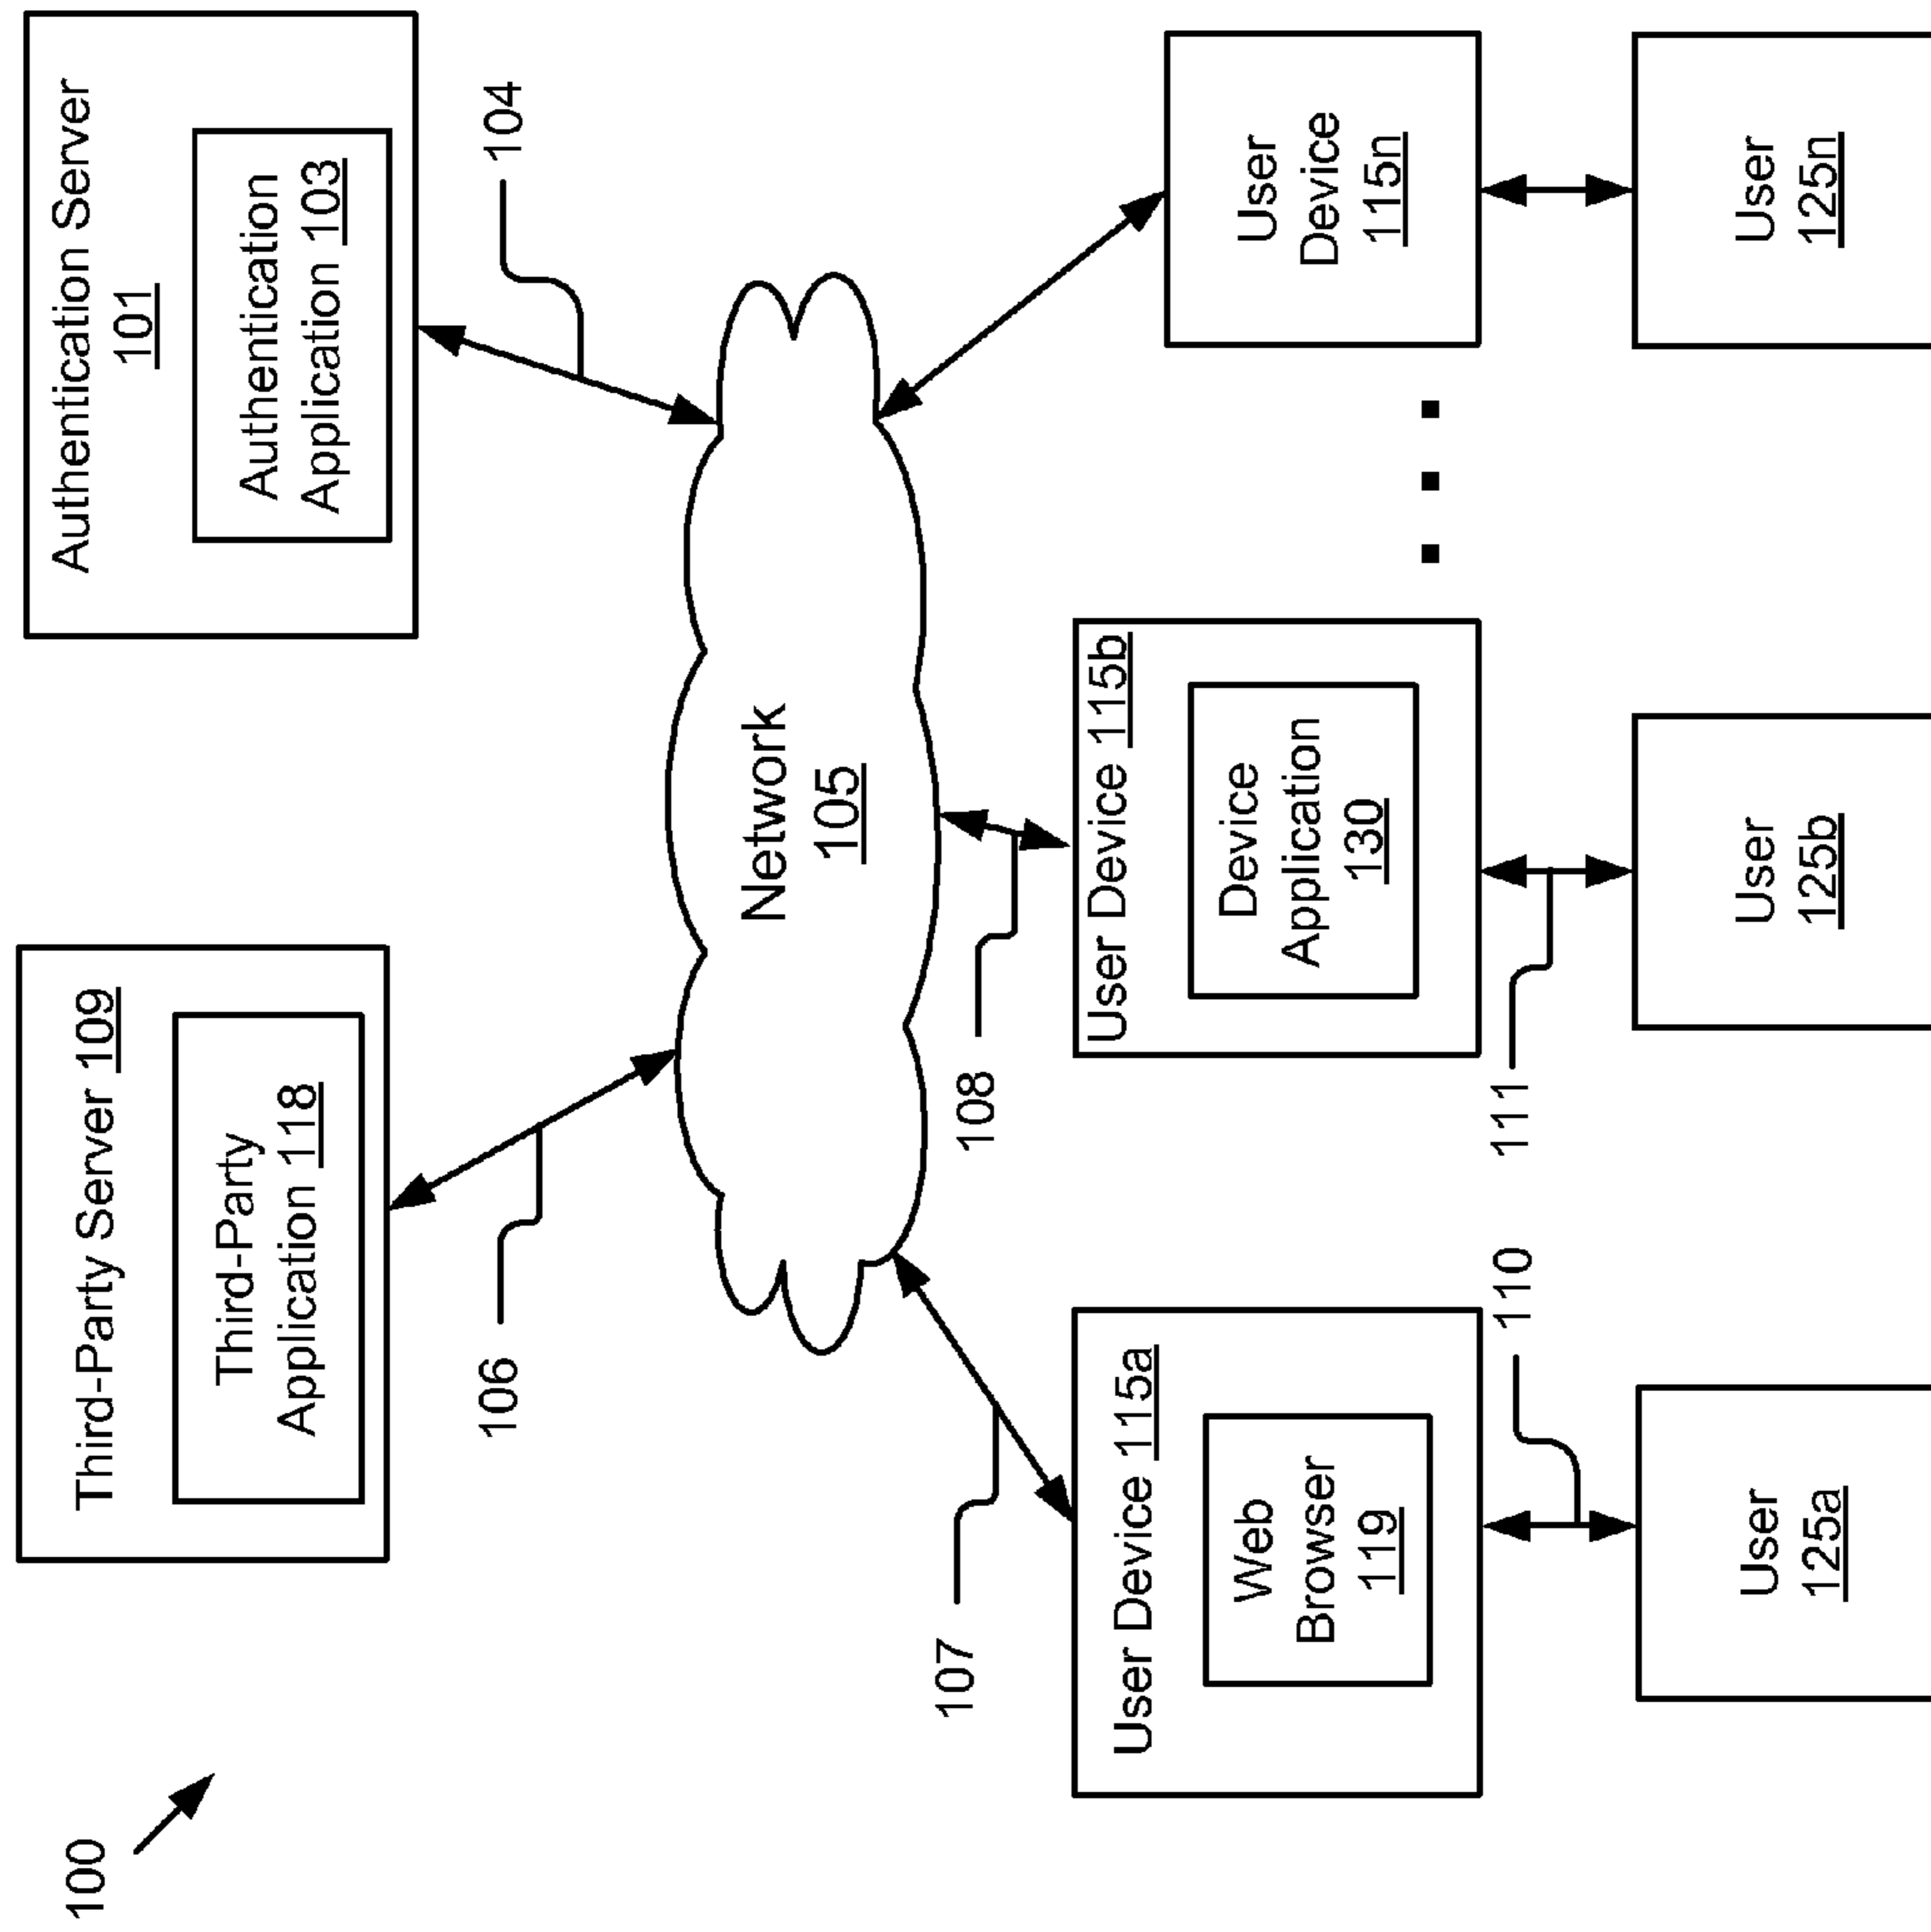 100
Third-Party Server 109
Third-Party
Application 118
Authentication Server
101
Authentication
Application 103
106
104
Network
105
107
108
User Device 115a
Web
Browser
119
User Device 115b
Device
Application
130
User
Device
115n
110
111
User
125a
User
125b
User
125n